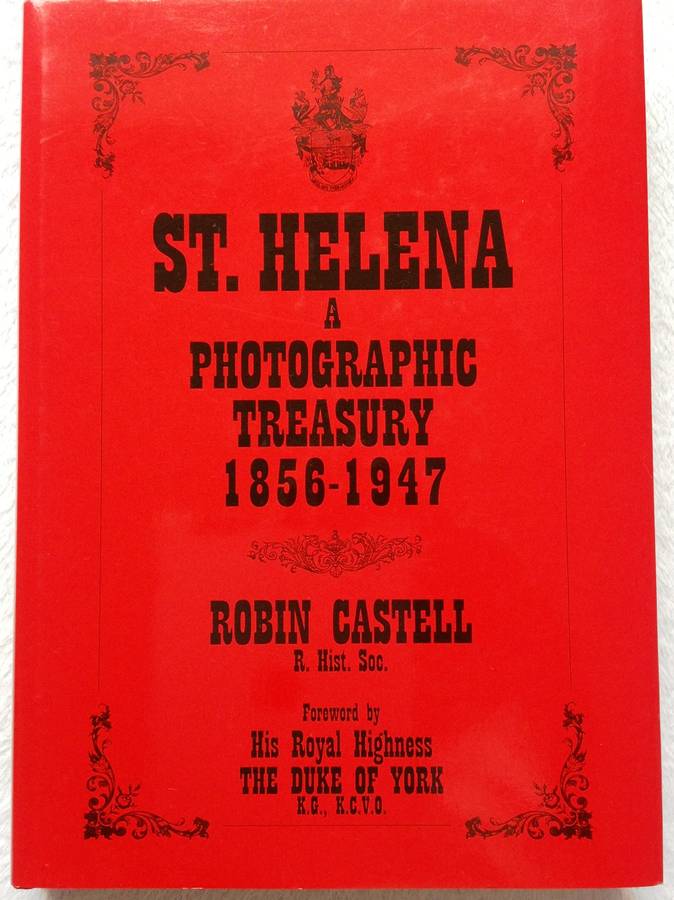 ST. HELENA
A
PHOTOGRAPHIC
TREASURY
1856-1947
ROBIN CASTELL
R. Hist. Soc.
Foreword by
His Royal Highness
THE DUKE OF YORK
K.G., K.C.V.O.